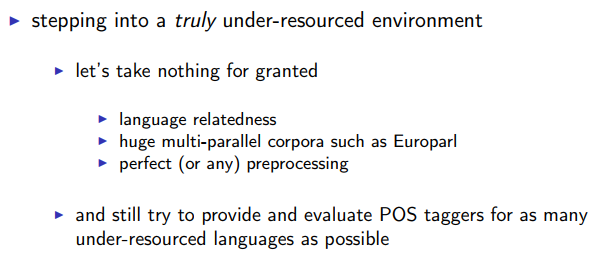 ▶ stepping into a truly under-resourced environment
▶ let's take nothing for granted
▶ language relatedness
▶ huge multi-parallel corpora such as Europarl
▶ perfect (or any) preprocessing
▶ and still try to provide and evaluate POS taggers for as many
under-resourced languages as possible